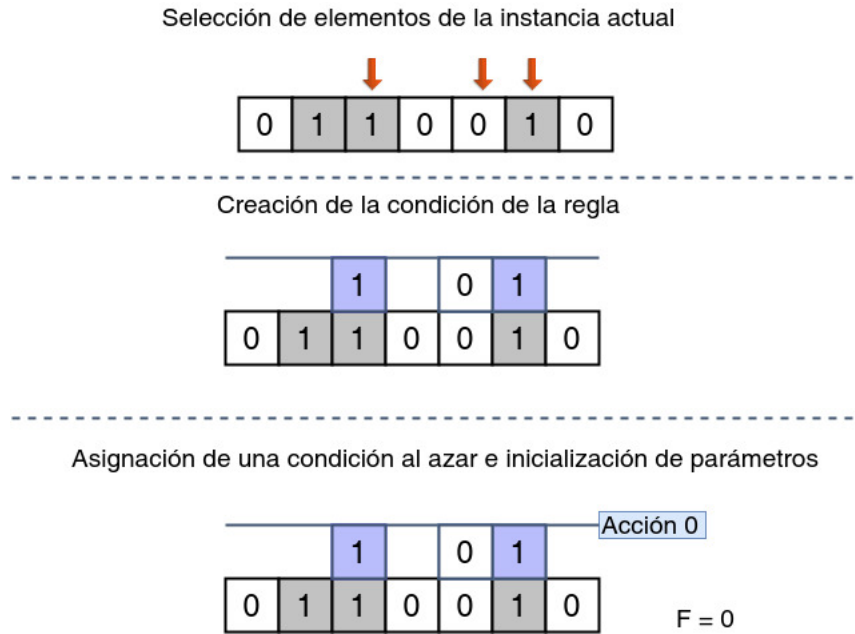 Selección de elementos de la instancia actual
0 1 1 0 0 1 0
Creación de la condición de la regla
1 0 1
0 1 1 0 0 1 0
Asignación de una condición al azar e inicialización de parámetros
Acción 0
1 0 1
0 1 1 0 0 1 0
F = 0